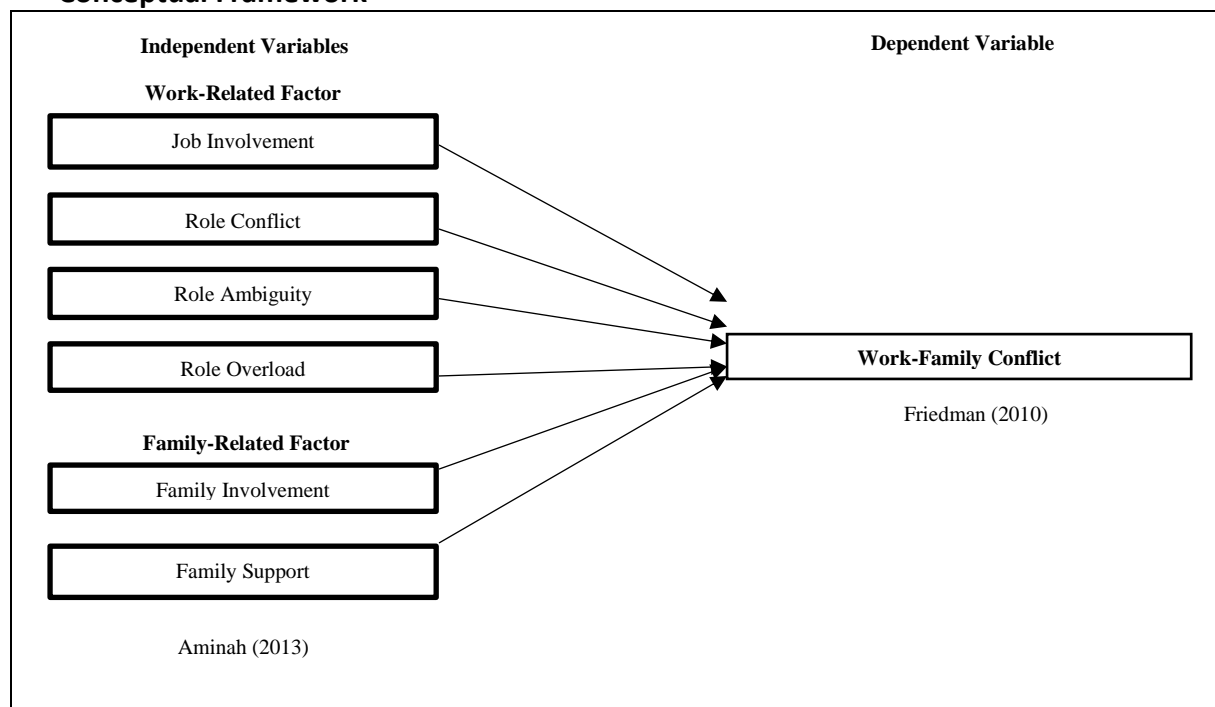 Conceptual Framework
Independent Variables
Dependent Variable
Work-Related Factor
Job Involvement
Role Conflict
Role Ambiguity
Role Overload
Work-Family Conflict
Friedman (2010)
Family-Related Factor
Family Involvement
Family Support
Aminah (2013)